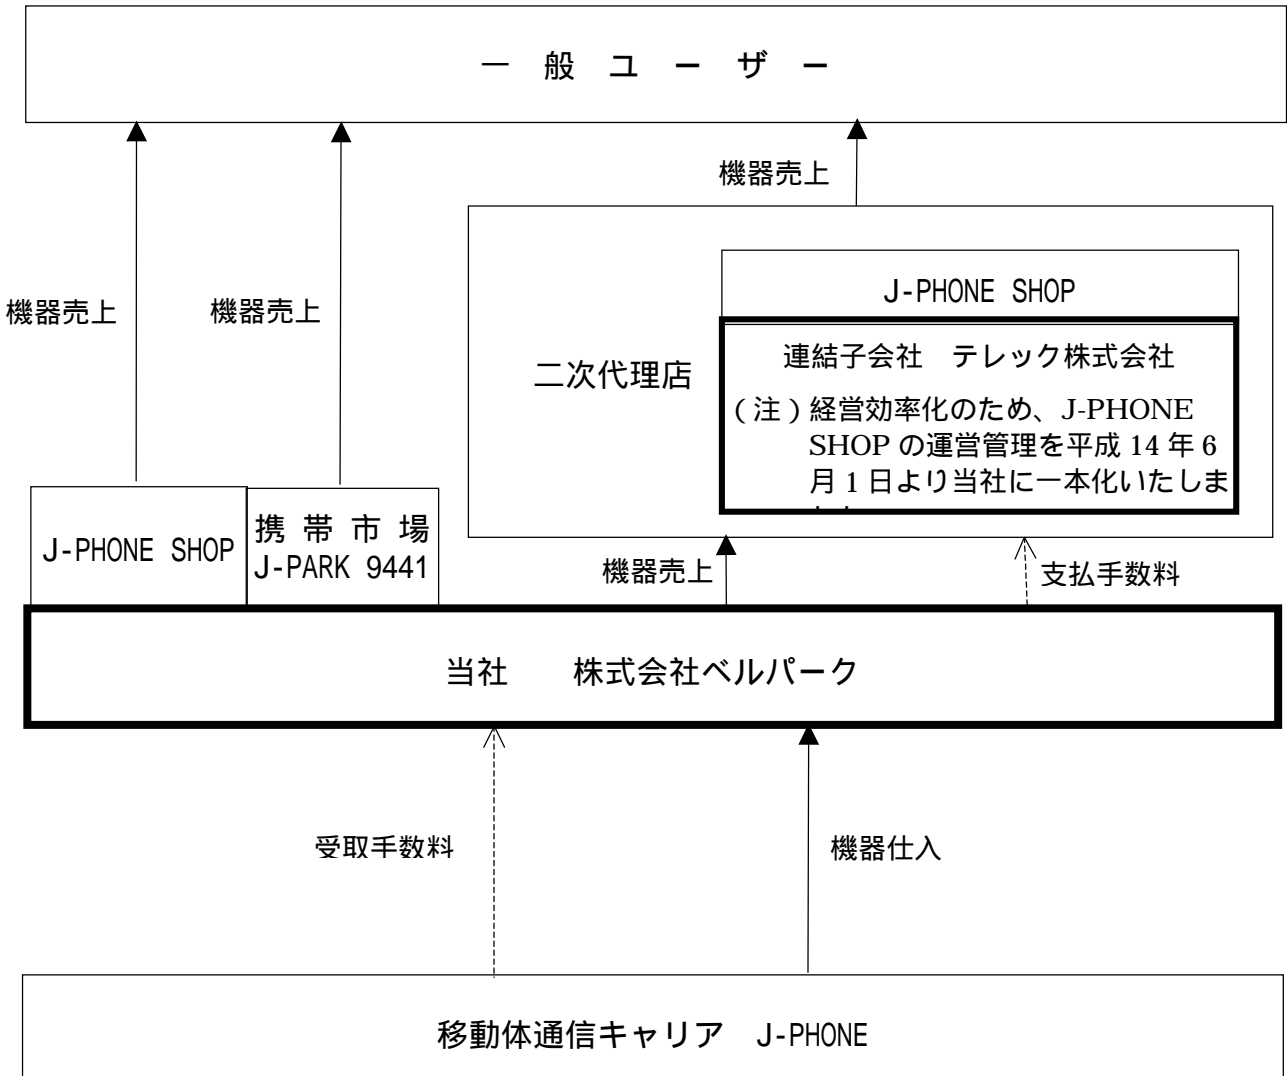 一 般 ユ ー ザ ー
機器売上
機器売上
機器売上
J-PHONE SHOP
二次代理店
連結子会社　テレック株式会社
（注）経営効率化のため、J-PHONE
SHOP の運営管理を平成 14 年 6
月 1 日より当社に一本化いたしま
J-PHONE SHOP
携 帯 市 場
J-PARK 9441
機器売上
支払手数料
当社　　株式会社ベルパーク
受取手数料
機器仕入
移動体通信キャリア　J-PHONE